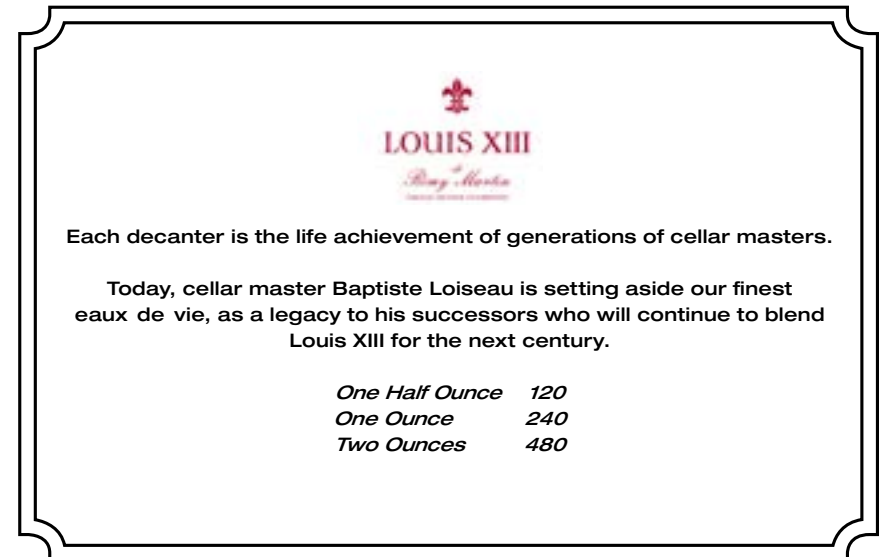 LOUIS XIII
de
Rémy Martin
Each decanter is the life achievement of generations of cellar masters.
Today, cellar master Baptiste Loiseau is setting aside our finest
eaux de vie, as a legacy to his successors who will continue to blend
Louis XIII for the next century.
One Half Ounce 120
One Ounce 240
Two Ounces 480